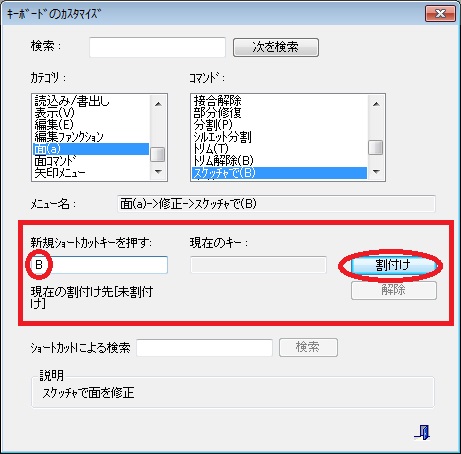 ｷｰﾎﾞｰﾄﾞのｶｽﾀﾏｲｽﾞ
検索：
次を検索
ｶﾃｺﾞﾘ：
ｺﾏﾝﾄﾞ：
読込み/書出し
表示(V)
編集(E)
編集ﾌｧﾝｸｼｮﾝ
面(a)
面ｺﾏﾝﾄﾞ
矢印ﾒﾆｭｰ
接合解除
部分修復
分割(P)
ｼﾙｴｯﾄ分割
ﾄﾘﾑ(T)
ﾄﾘﾑ解除(B)
ｽｹｯﾁｬで(B)
ﾒﾆｭｰ名：
面(a)->修正->ｽｹｯﾁｬで(B)
新規ｼｮｰﾄｶｯﾄｷｰを押す:
現在のｷｰ：
B
割付け
現在の割付け先[未割付
け]
解除
ｼｮｰﾄｶｯﾄによる検索
検索
説明
ｽｹｯﾁｬで面を修正